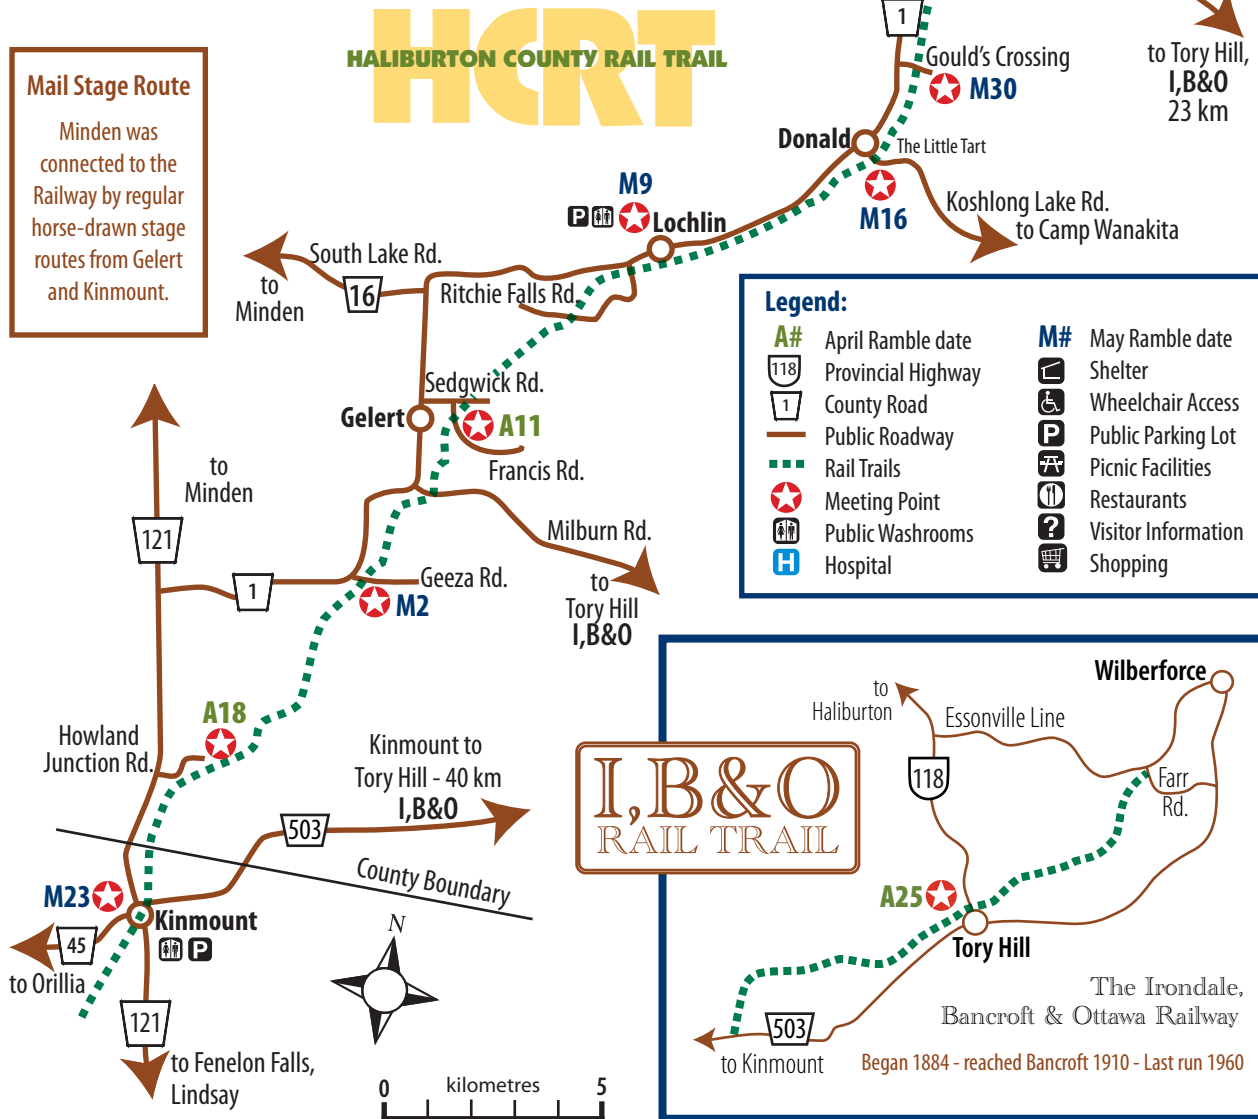 HCRT
HALIBURTON COUNTY RAIL TRAIL
Mail Stage Route
Minden was
connected to the
Railway by regular
horse-drawn stage
routes from Gelert
and Kinmount.
1
Gould's Crossing
M30
to Tory Hill,
I,B&O
23 km
Donald
The Little Tart
M16
Koshlong Lake Rd.
to Camp Wanakita
M9
P
Lochlin
South Lake Rd.
to
Minden
16
Ritchie Falls Rd.
Sedgwick Rd.
Gelert
A11
Francis Rd.
to
Minden
121
Milburn Rd.
1
Geeza Rd.
M2
to
Tory Hill
I,B&O
Legend:
A# April Ramble date
118 Provincial Highway
1 County Road
Public Roadway
Rail Trails
Meeting Point
Public Washrooms
H Hospital
M# May Ramble date
Shelter
Wheelchair Access
P Public Parking Lot
Picnic Facilities
Restaurants
? Visitor Information
Shopping
A18
Howland
Junction Rd.
Kinmount to
Tory Hill - 40 km
I,B&O
503
County Boundary
M23
Kinmount
P
45
to Orillia
121
to Fenelon Falls,
Lindsay
N
0 kilometres 5
I,B&O
RAIL TRAIL
Wilberforce
to
Haliburton
Essonville Line
118
Farr
Rd.
A25
Tory Hill
503
to Kinmount
The Irondale,
Bancroft & Ottawa Railway
Began 1884 - reached Bancroft 1910 - Last run 1960